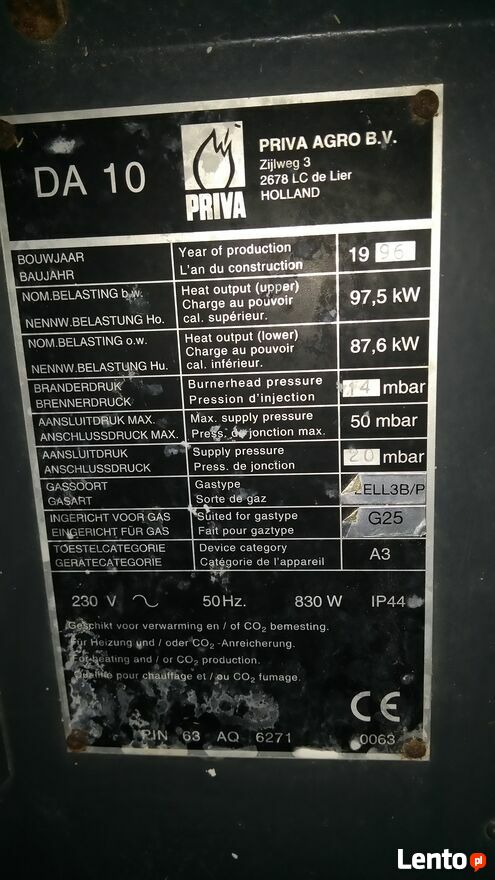 DA 10
PRIVA
PRIVA AGRO B.V.
Zijlweg 3
2678 LC de Lier
HOLLAND
BOUWJAAR
BAUJAHR
Year of production
L'an du construction
19 96
NOM.BELASTING b.w.
NENNW.BELASTUNG Ho.
Heat output (upper)
Charge au pouvoir
cal. supérieur.
97,5 kW
NOM.BELASTING o.w.
NENNW.BELASTUNG Hu.
Heat output (lower)
Charge au pouvoir
cal. inférieur.
87,6 kW
BRANDERDRUK
BRENNERDRUCK
Burnerhead pressure
Pression d'injection
14 mbar
AANSLUITDRUK MAX.
ANSCHLUSSDRUCK MAX.
Max. supply pressure
Press. de jonction max.
50 mbar
AANSLUITDRUK
ANSCHLUSSDRUCK
Supply pressure
Press. de jonction
20 mbar
GASSOORT
GASART
Gastype
Sorte de gaz
2ELL3B/P
INGERICHT VOOR GAS
EINGERICHT FÜR GAS
Suited for gastype
Fait pour gaztype
G25
TOESTELCATEGORIE
GERÄTECATEGORIE
Device category
Catégorie de l'appareil
A3
230 V 50Hz. 830 W IP44
Geschikt voor verwarming en / of CO2 bemesting.
Für Heizung und / oder CO2 -Anreicherung.
For heating and / or CO2 production.
Qualifié pour chauffage et / ou CO2 fumage.
CE
PIN 63 AQ 6271
0063
Lento.pl